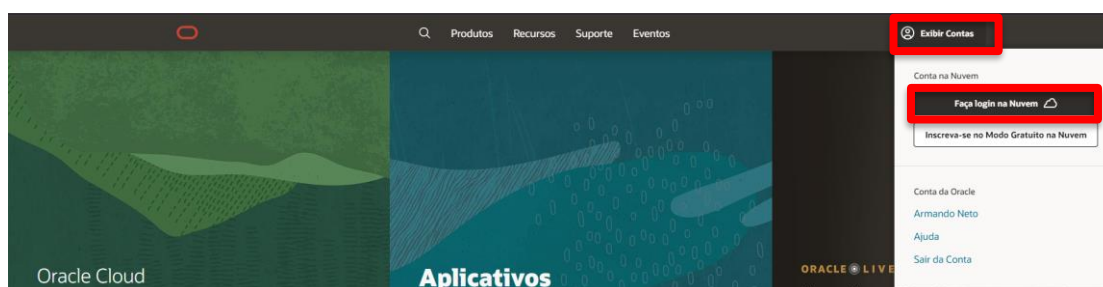 Produtos Recursos Suporte Eventos
Exibir Contas
Conta na Nuvem
Faça login na Nuvem
Inscreva-se no Modo Gratuito na Nuvem
Conta da Oracle
Armando Neto
Ajuda
Sair da Conta
Oracle Cloud
Aplicativos
ORACLE LIVE